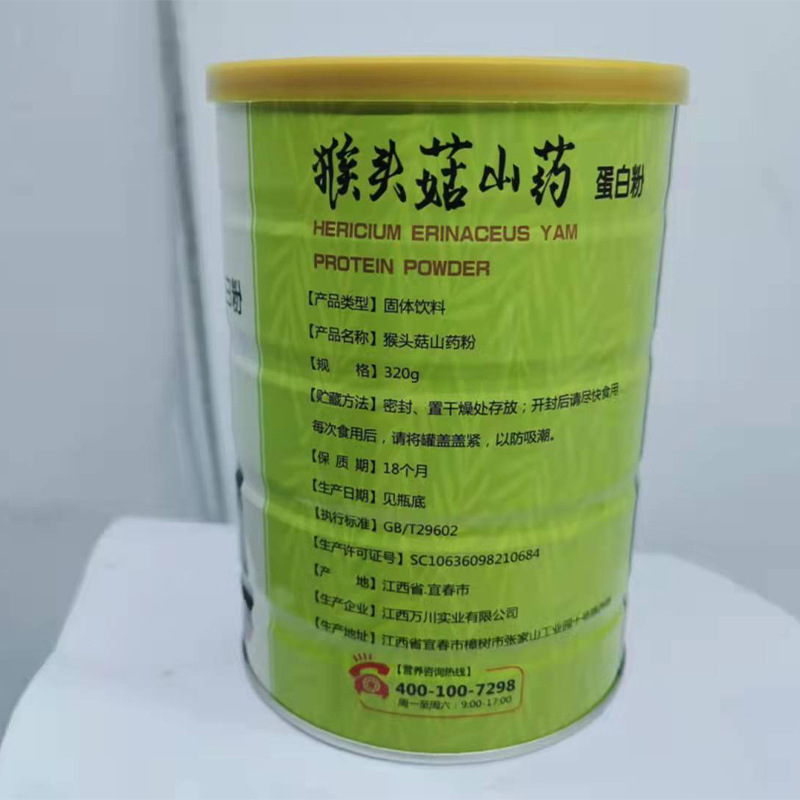 猴头菇山药 蛋白粉
HERICIUM ERINACEUS YAM
PROTEIN POWDER
白粉
【产品类型】固体饮料
【产品名称】猴头菇山药粉
【规 格】320g
【贮藏方法】密封、置干燥处存放；开封后请尽快食用
每次食用后，请将罐盖盖紧，以防吸潮。
【保 质 期】18个月
【生产日期】见瓶底
【执行标准】GB/T29602
【生产许可证号】SC10636098210684
【产 地】江西省.宜春市
【生产企业】江西万川实业有限公司
【生产地址】江西省宜春市樟树市张家山工业园
【营养咨询热线】
400-100-7298
周一至周六：9:00-17:00